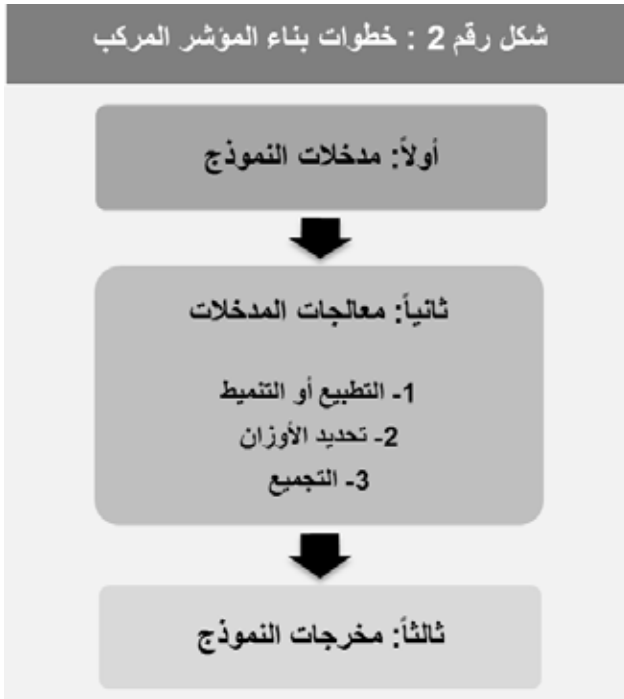 شكل رقم 2 : خطوات بناء المؤشر المركب
أولاً: مدخلات النموذج
ثانياً: معالجات المدخلات
1- التطبيع أو التنميط
2- تحديد الأوزان
3- التجميع
ثالثاً: مخرجات النموذج